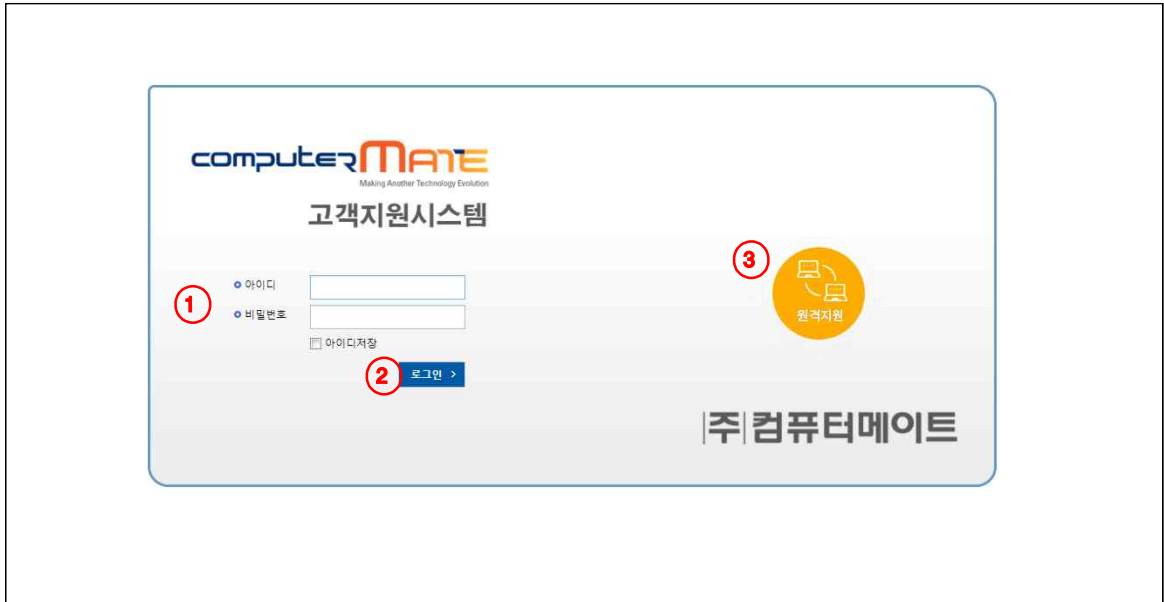 computerMATE
Making Another Technology Evolution
고객지원시스템
① 아이디
비밀번호
아이디저장
② 로그인 >
③ 원격지원
|주|컴퓨터메이트